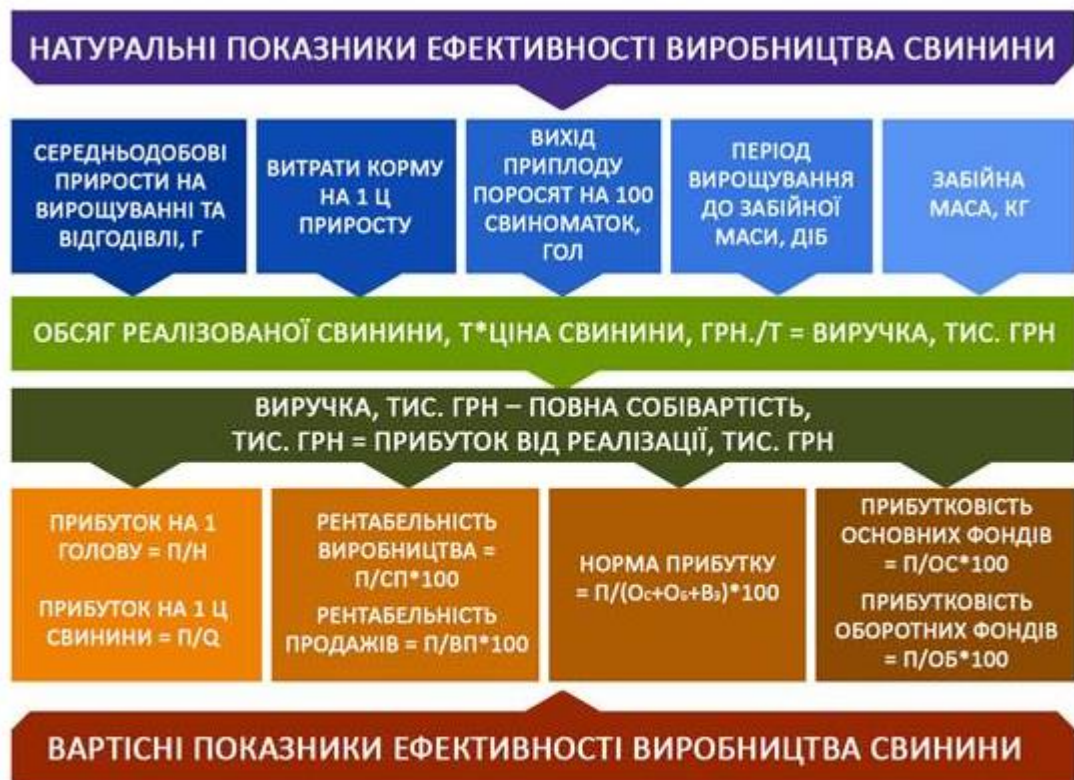 НАТУРАЛЬНІ ПОКАЗНИКИ ЕФЕКТИВНОСТІ ВИРОБНИЦТВА СВИНИНИ
СЕРЕДНЬОДОБОВІ
ПРИРОСТИ НА
ВИРОЩУВАННІ ТА
ВІДГОДІВЛІ, Г
ВИТРАТИ КОРМУ
НА 1 Ц
ПРИРОСТУ
ВИХІД
ПРИПЛОДУ
ПОРОСЯТ НА 100
СВИНОМАТОК,
ГОЛ
ПЕРІОД
ВИРОЩУВАННЯ
ДО ЗАБІЙНОЇ
МАСИ, ДІБ
ЗАБІЙНА
МАСА, КГ
ОБСЯГ РЕАЛІЗОВАНОЇ СВИНИНИ, Т*ЦІНА СВИНИНИ, ГРН./Т = ВИРУЧКА, ТИС. ГРН
ВИРУЧКА, ТИС. ГРН – ПОВНА СОБІВАРТІСТЬ,
ТИС. ГРН = ПРИБУТОК ВІД РЕАЛІЗАЦІЇ, ТИС. ГРН
ПРИБУТОК НА 1
ГОЛОВУ = П/Н
ПРИБУТОК НА 1 Ц
СВИНИНИ = П/Q
РЕНТАБЕЛЬНІСТЬ
ВИРОБНИЦТВА =
П/СП*100
РЕНТАБЕЛЬНІСТЬ
ПРОДАЖІВ = П/ВП*100
НОРМА ПРИБУТКУ
= П/(Ос+Об+Вз)*100
ПРИБУТКОВІСТЬ
ОСНОВНИХ ФОНДІВ
= П/ОС*100
ПРИБУТКОВІСТЬ
ОБОРОТНИХ ФОНДІВ
= П/ОБ*100
ВАРТІСНІ ПОКАЗНИКИ ЕФЕКТИВНОСТІ ВИРОБНИЦТВА СВИНИНИ